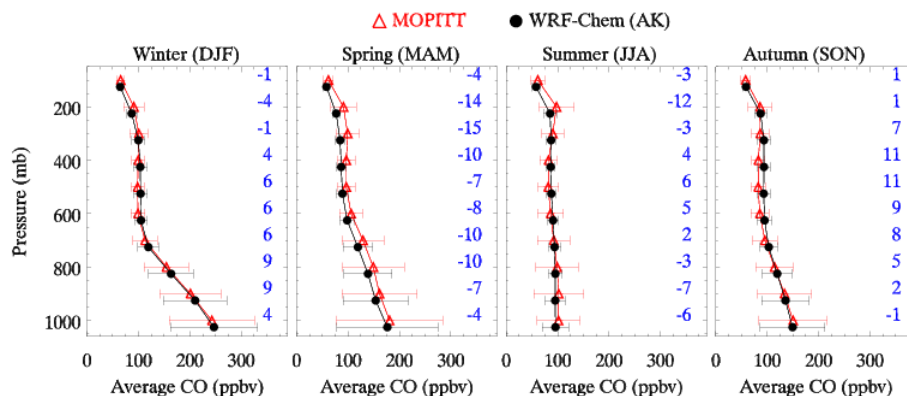 MOPITT WRF-Chem (AK)
Winter (DJF) Spring (MAM) Summer (JJA) Autumn (SON)
-1 -4 -3 1
200 -4 -14 -12 1
-1 -15 -3 7
400 4 -10 4 11
6 -7 6 11
600 6 -8 5 9
6 -10 2 8
800 9 -10 -3 5
9 -7 -7 2
1000 4 -4 -6 -1
Pressure (mb)
0 100 200 300 0 100 200 300 0 100 200 300 0 100 200 300
Average CO (ppbv) Average CO (ppbv) Average CO (ppbv) Average CO (ppbv)